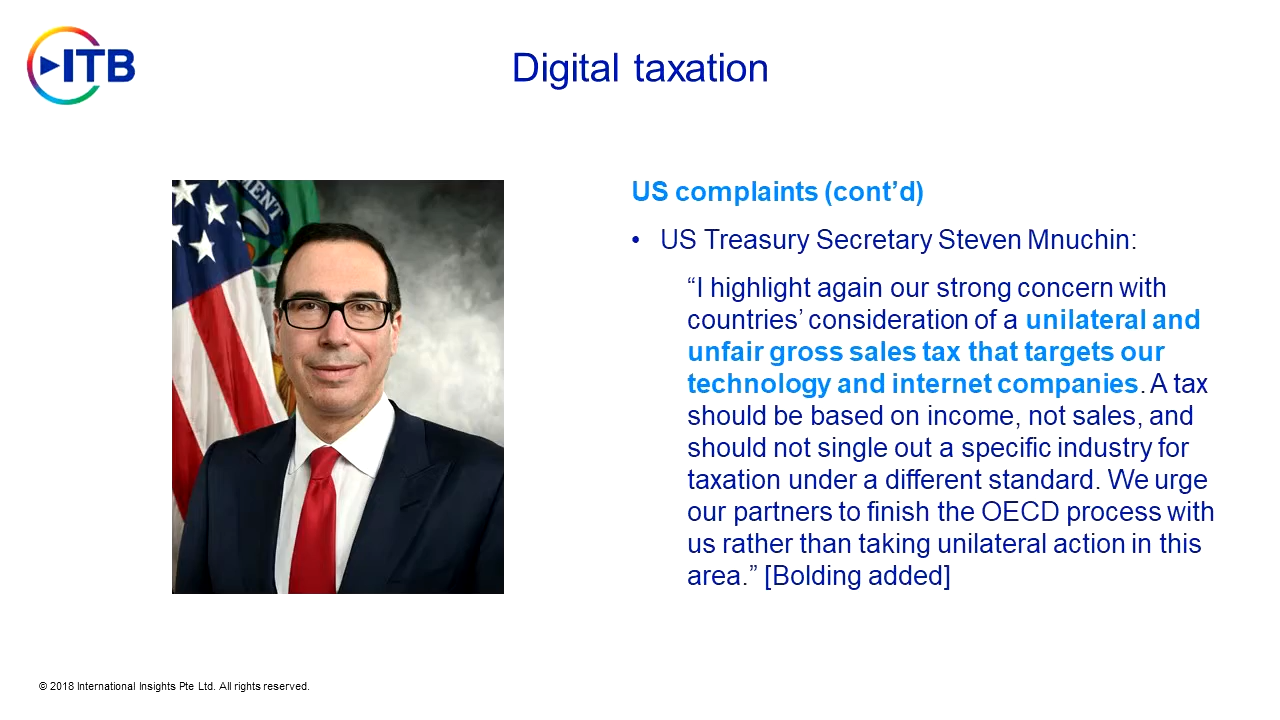 ITB
Digital taxation
MENT
US complaints (cont’d)
• US Treasury Secretary Steven Mnuchin:
“I highlight again our strong concern with
countries’ consideration of a unilateral and
unfair gross sales tax that targets our
technology and internet companies. A tax
should be based on income, not sales, and
should not single out a specific industry for
taxation under a different standard. We urge
our partners to finish the OECD process with
us rather than taking unilateral action in this
area.” [Bolding added]
© 2018 International Insights Pte Ltd. All rights reserved.